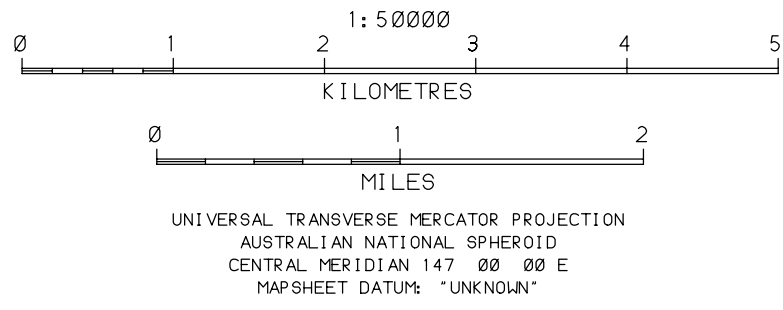 1:50000
0 1 2 3 4 5
KILOMETRES
0 1 2
MILES
UNIVERSAL TRANSVERSE MERCATOR PROJECTION
AUSTRALIAN NATIONAL SPHEROID
CENTRAL MERIDIAN 147 00 00 E
MAPSHEET DATUM: "UNKNOWN"